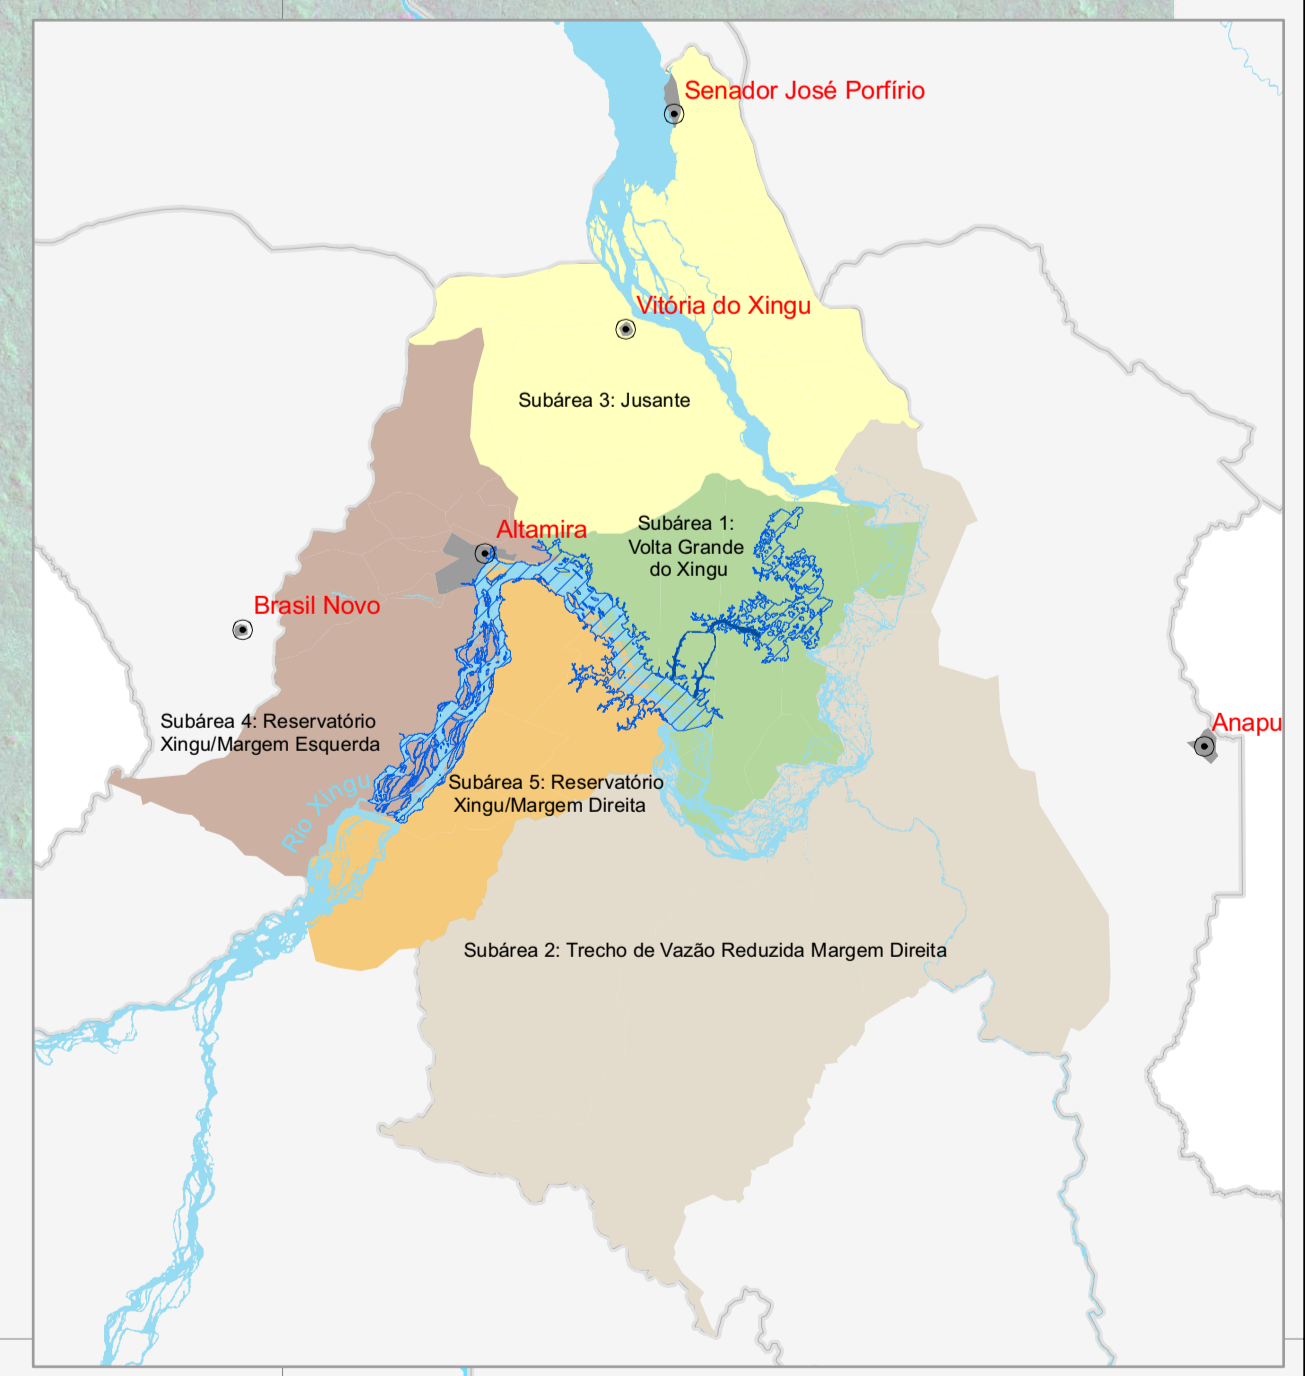 Senador José Porfírio
Vitória do Xingu
Subárea 3: Jusante
Altamira
Subárea 1:
Volta Grande
do Xingu
Brasil Novo
Subárea 4: Reservatório
Xingu/Margem Esquerda
Anapu
Subárea 5: Reservatório
Xingu/Margem Direita
Rio Xingu
Subárea 2: Trecho de Vazão Reduzida Margem Direita